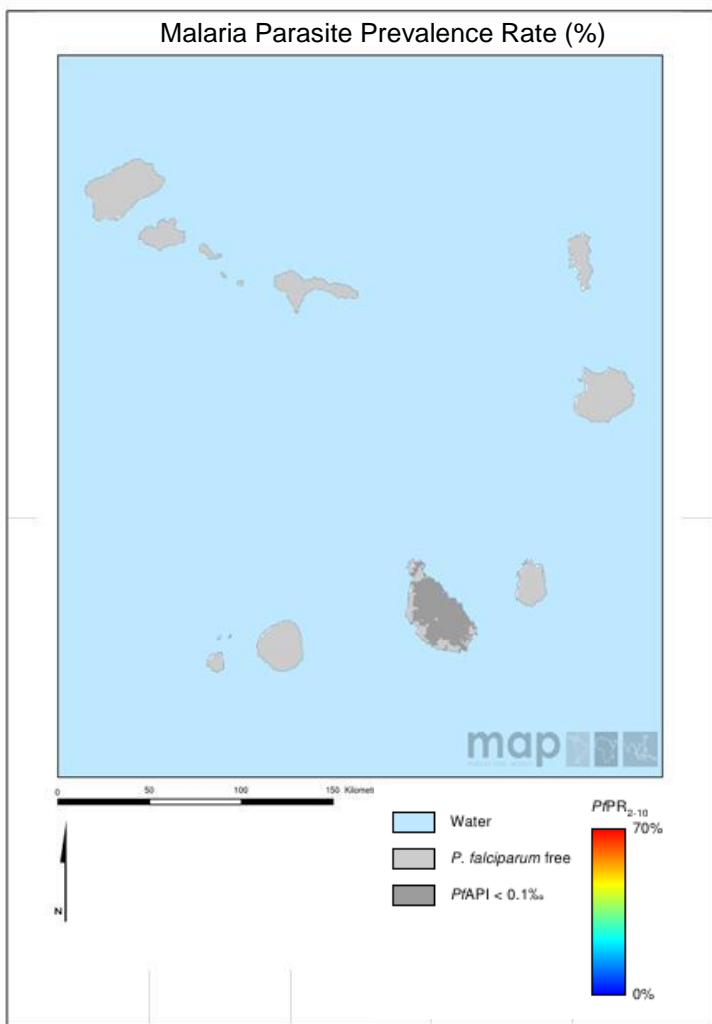 Malaria Parasite Prevalence Rate (%)
map
0 50 100 150 Kilomet
N
Water
P. falciparum free
PfAPI < 0.1‰
PfPR2-10
70%
0%